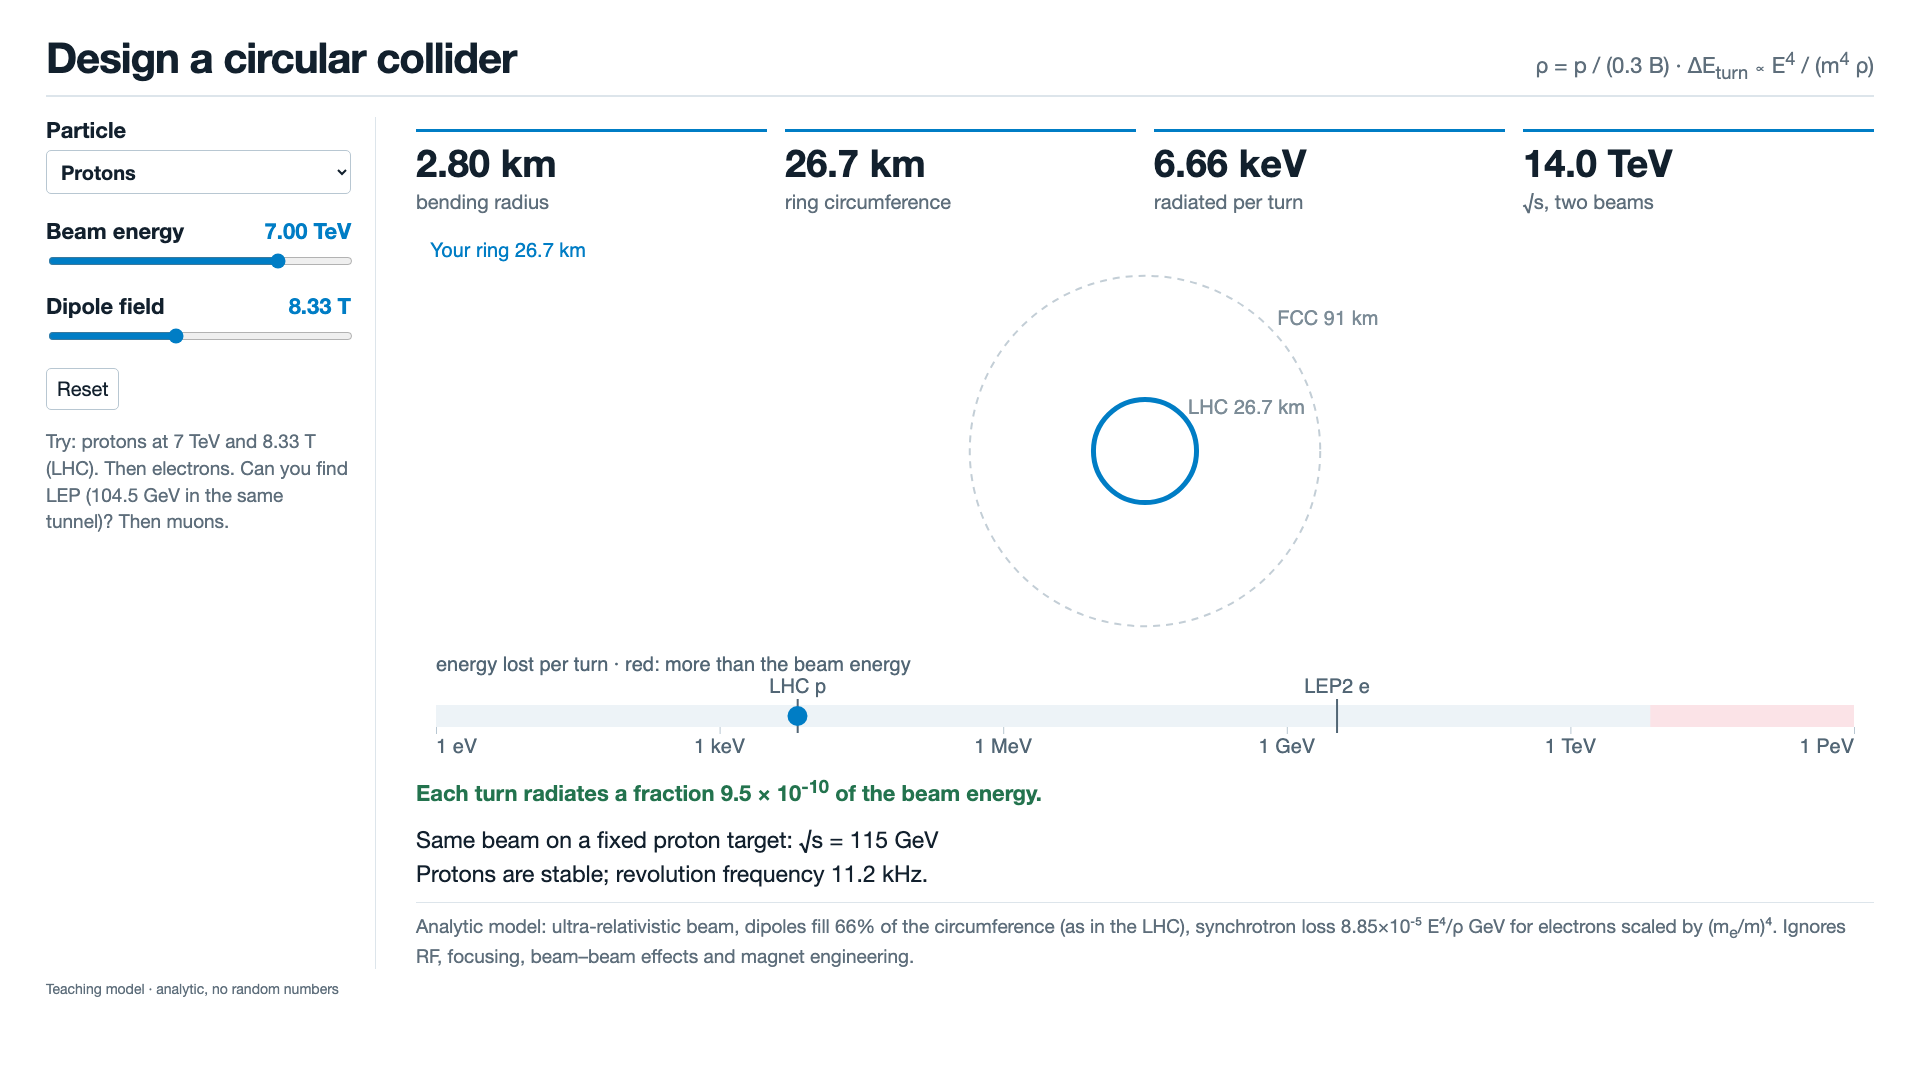 Design a circular collider
ρ = p / (0.3 B) · ΔE_turn ∝ E⁴ / (m⁴ ρ)
Particle
Protons
Beam energy 7.00 TeV
Dipole field 8.33 T
Reset
Try: protons at 7 TeV and 8.33 T
(LHC). Then electrons. Can you find
LEP (104.5 GeV in the same
tunnel)? Then muons.
2.80 km
bending radius
26.7 km
ring circumference
6.66 keV
radiated per turn
14.0 TeV
√s, two beams
Your ring 26.7 km
FCC 91 km
LHC 26.7 km
energy lost per turn · red: more than the beam energy
LHC p
LEP2 e
1 eV
1 keV
1 MeV
1 GeV
1 TeV
1 PeV
Each turn radiates a fraction 9.5 × 10⁻¹⁰ of the beam energy.
Same beam on a fixed proton target: √s = 115 GeV
Protons are stable; revolution frequency 11.2 kHz.
Analytic model: ultra-relativistic beam, dipoles fill 66% of the circumference (as in the LHC), synchrotron loss 8.85×10⁻⁵ E⁴/ρ GeV for electrons scaled by (mₑ/m)⁴. Ignores
RF, focusing, beam–beam effects and magnet engineering.
Teaching model · analytic, no random numbers